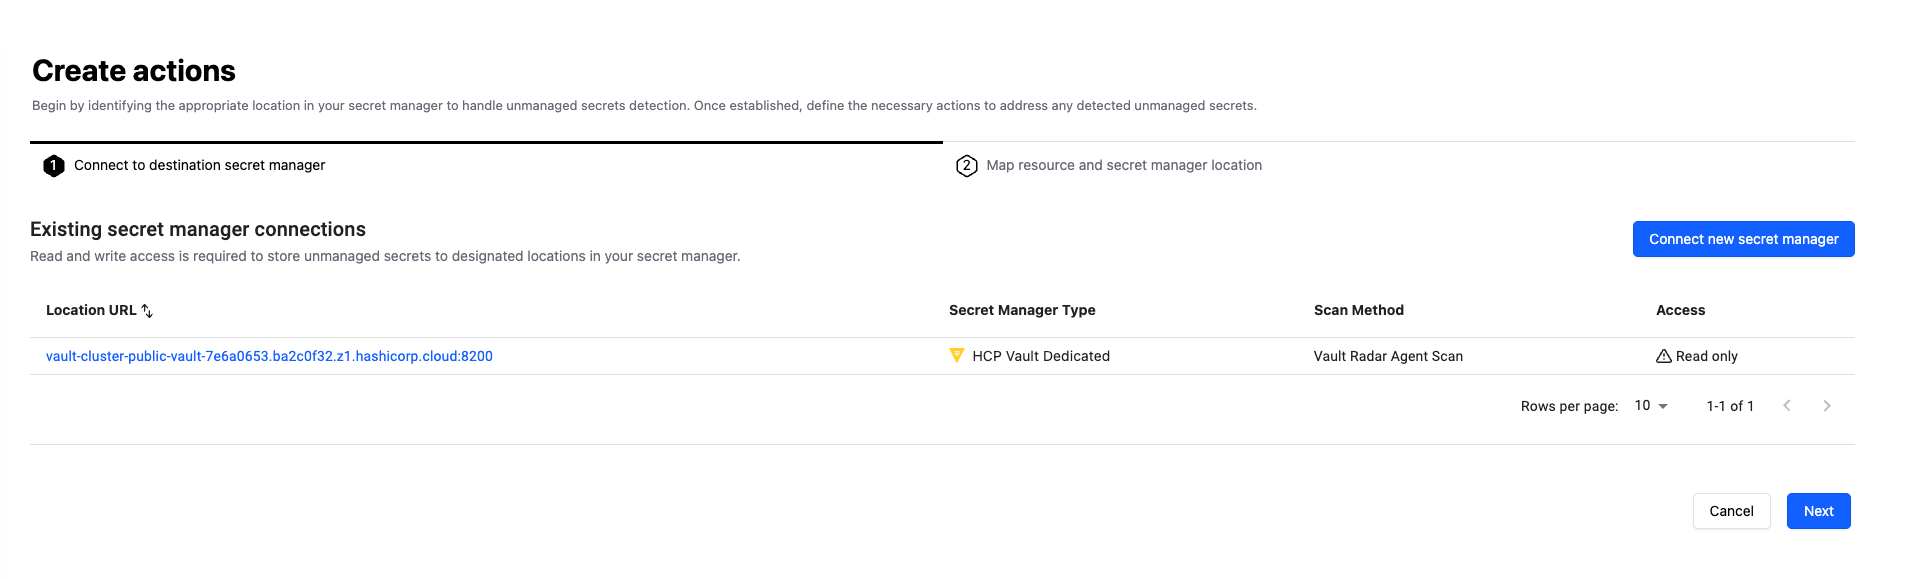 Create actions
Begin by identifying the appropriate location in your secret manager to handle unmanaged secrets detection. Once established, define the necessary actions to address any detected unmanaged secrets.
1 Connect to destination secret manager
2 Map resource and secret manager location
Existing secret manager connections
Read and write access is required to store unmanaged secrets to designated locations in your secret manager.
Connect new secret manager
Location URL Secret Manager Type Scan Method Access
vault-cluster-public-vault-7e6a0653.ba2c0f32.z1.hashicorp.cloud:8200 HCP Vault Dedicated Vault Radar Agent Scan Read only
Rows per page: 10 1-1 of 1
Cancel Next